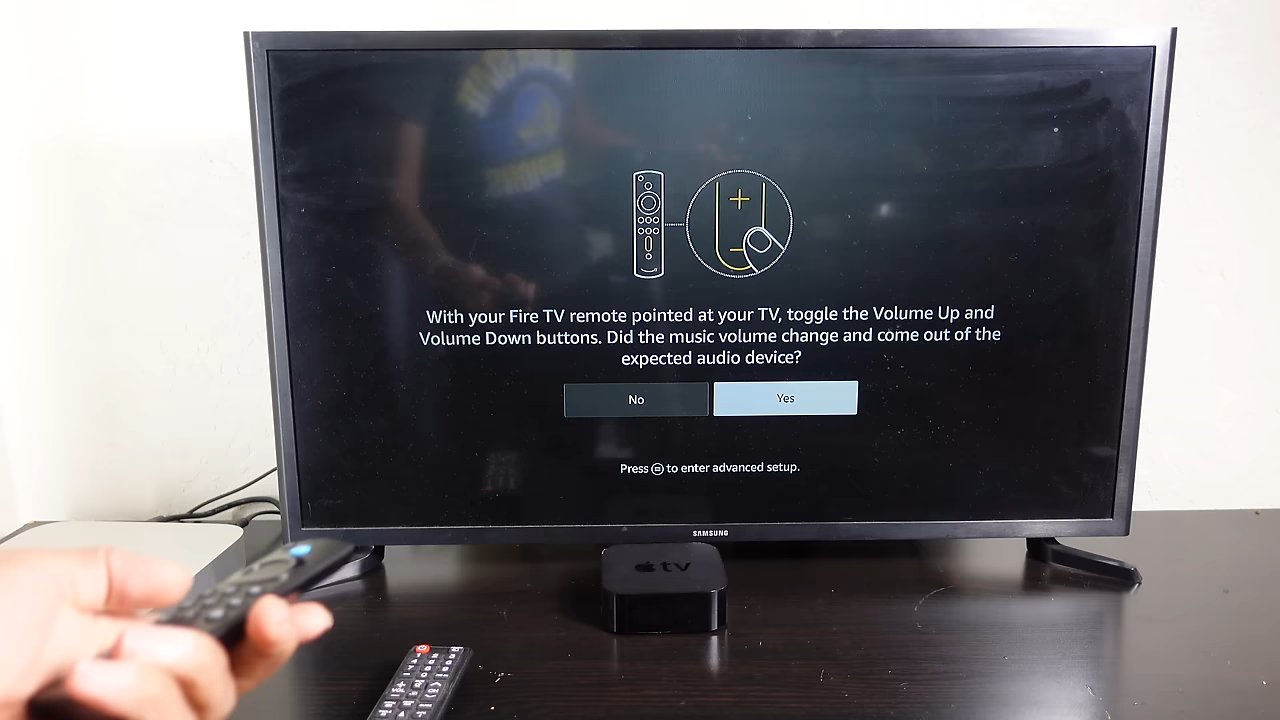 With your Fire TV remote pointed at your TV, toggle the Volume Up and
Volume Down buttons. Did the music volume change and come out of the
expected audio device?
No
Yes
Press to enter advanced setup.
SAMSUNG
tv